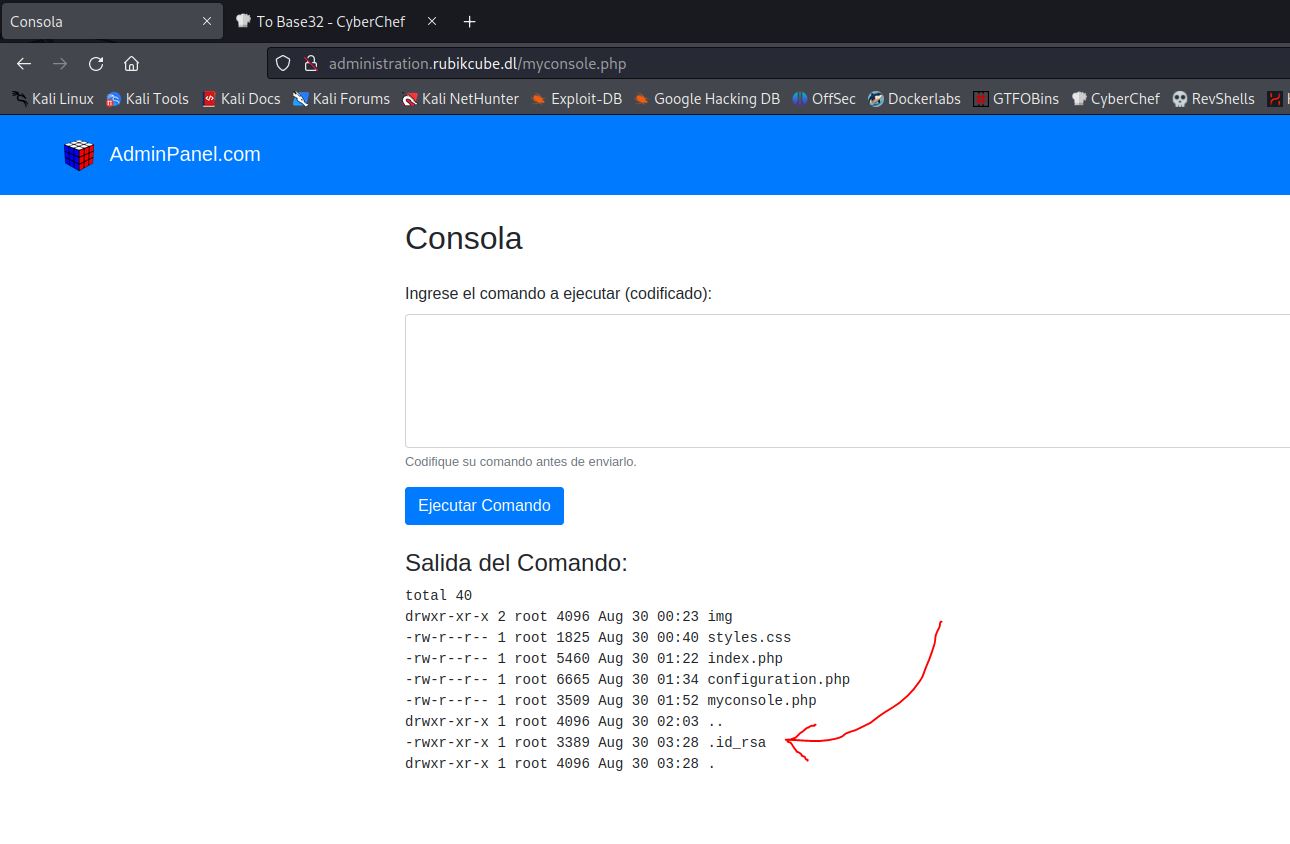 Consola
To Base32 - CyberChef
administration.rubikcube.dl/myconsole.php
Kali Linux Kali Tools Kali Docs Kali Forums Kali NetHunter Exploit-DB Google Hacking DB OffSec Dockerlabs GTFOBins CyberChef RevShells
AdminPanel.com
Consola
Ingrese el comando a ejecutar (codificado):
Codifique su comando antes de enviarlo.
Ejecutar Comando
Salida del Comando:
total 40
drwxr-xr-x 2 root 4096 Aug 30 00:23 img
-rw-r--r-- 1 root 1825 Aug 30 00:40 styles.css
-rw-r--r-- 1 root 5460 Aug 30 01:22 index.php
-rw-r--r-- 1 root 6665 Aug 30 01:34 configuration.php
-rw-r--r-- 1 root 3509 Aug 30 01:52 myconsole.php
drwxr-xr-x 1 root 4096 Aug 30 02:03 ..
-rwxr-xr-x 1 root 3389 Aug 30 03:28 .id_rsa
drwxr-xr-x 1 root 4096 Aug 30 03:28 .